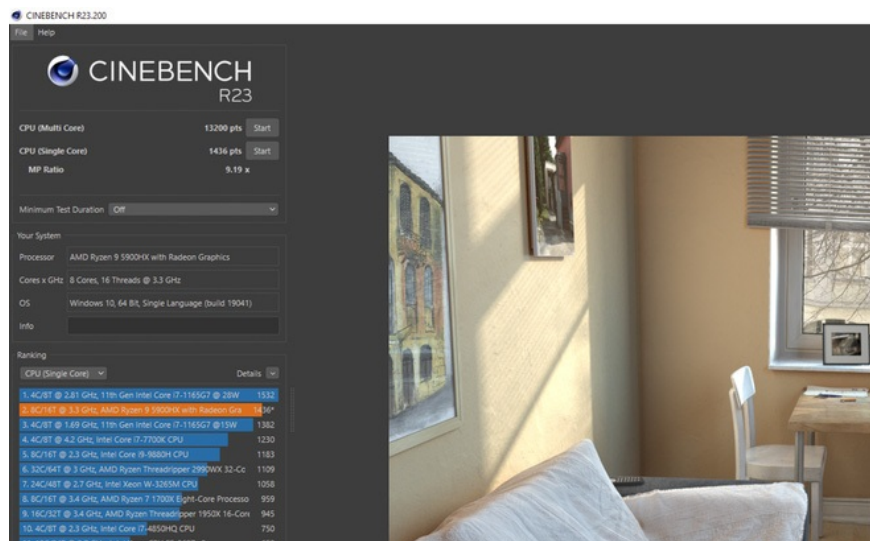 CINEBENCH R23.200
File Help
CINEBENCH
R23
CPU (Multi Core) 13200 pts Start
CPU (Single Core) 1436 pts Start
MP Ratio 9.19 x
Minimum Test Duration Off
Your System
Processor AMD Ryzen 9 5900HX with Radeon Graphics
Cores x GHz 8 Cores, 16 Threads @ 3.3 GHz
OS Windows 10, 64 Bit, Single Language (build 19041)
Info
Ranking
CPU (Single Core) Details
1. 4C/8T @ 2.81 GHz, 11th Gen Intel Core i7-1165G7 @ 28W 1532
2. 8C/16T @ 3.3 GHz, AMD Ryzen 9 5900HX with Radeon Gra 1436*
3. 4C/8T @ 1.69 GHz, 11th Gen Intel Core i7-1165G7 @15W 1382
4. 4C/8T @ 4.2 GHz, Intel Core i7-7700K CPU 1230
5. 8C/16T @ 2.3 GHz, Intel Core i9-9880H CPU 1183
6. 32C/64T @ 3 GHz, AMD Ryzen Threadripper 2990WX 32-Cc 1109
7. 24C/48T @ 2.7 GHz, Intel Xeon W-3265M CPU 1058
8. 8C/16T @ 3.4 GHz, AMD Ryzen 7 1700X Eight-Core Processo 959
9. 16C/32T @ 3.4 GHz, AMD Ryzen Threadripper 1950X 16-Core 945
10. 4C/8T @ 2.3 GHz, Intel Core i7-4850HQ CPU 750